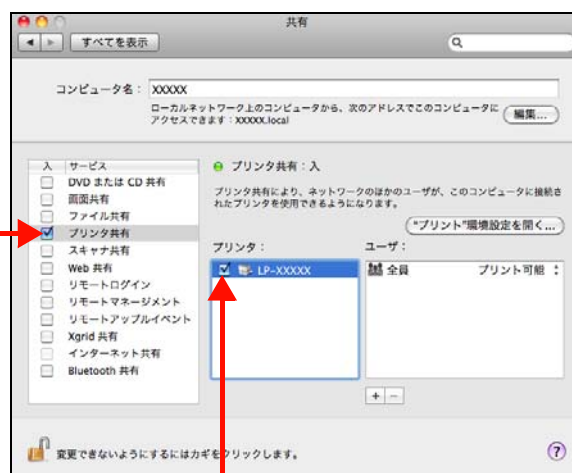 共有
すべてを表示
コンピュータ名： XXXXX
ローカルネットワーク上のコンピュータから、次のアドレスでこのコンピュータに
アクセスできます：XXXXX.local
編集...
入 サービス
DVD または CD 共有
画面共有
ファイル共有
プリンタ共有
スキャナ共有
Web 共有
リモートログイン
リモートマネージメント
リモートアップルイベント
Xgrid 共有
インターネット共有
Bluetooth 共有
プリンタ共有：入
プリンタ共有により、ネットワークのほかのユーザが、このコンピュータに接続さ
れたプリンタを使用できるようになります。
"プリント"環境設定を開く...
プリンタ：
LP-XXXXX
ユーザ：
全員 プリント可能
+ −
変更できないようにするにはカギをクリックします。
?